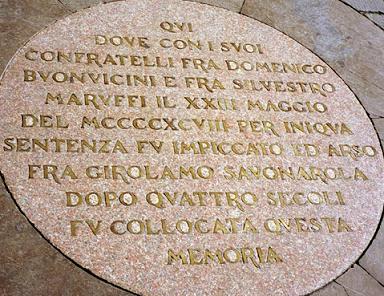 QVI
DOVE CON I SVOI
CONFRATELLI FRA DOMENICO
BVONVICINI E FRA SILVESTRO
MARVFFI IL XXIII MAGGIO
DEL MCCCCXCVIII PER INIQVA
SENTENZA FV IMPICCATO ED ARSO
FRA GIROLAMO SAVONAROLA
DOPO QVATTRO SECOLI
FV COLLOCATA QVESTA
MEMORIA